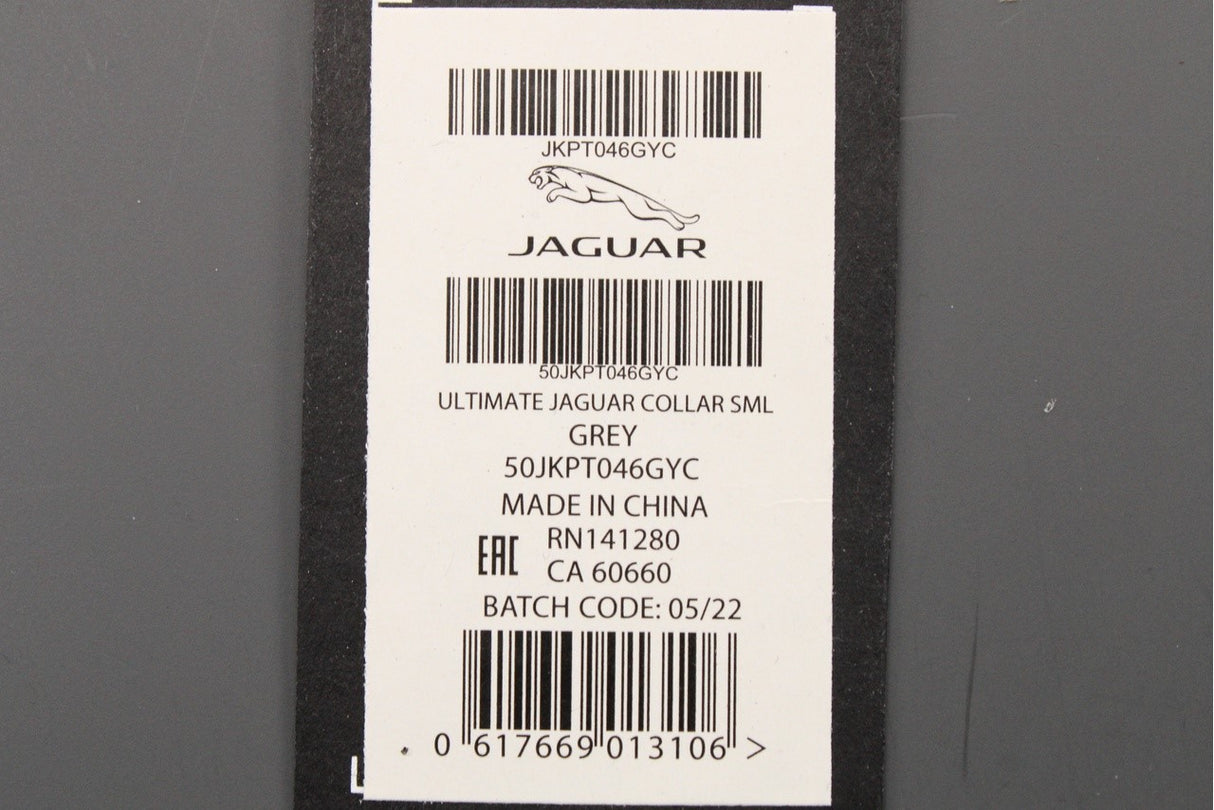 JKPT046GYC
JAGUAR
50JKPT046GYC
ULTIMATE JAGUAR COLLAR SML
GREY
50JKPT046GYC
MADE IN CHINA
RN141280
EAC
CA 60660
BATCH CODE: 05/22
0 617669 013106 >